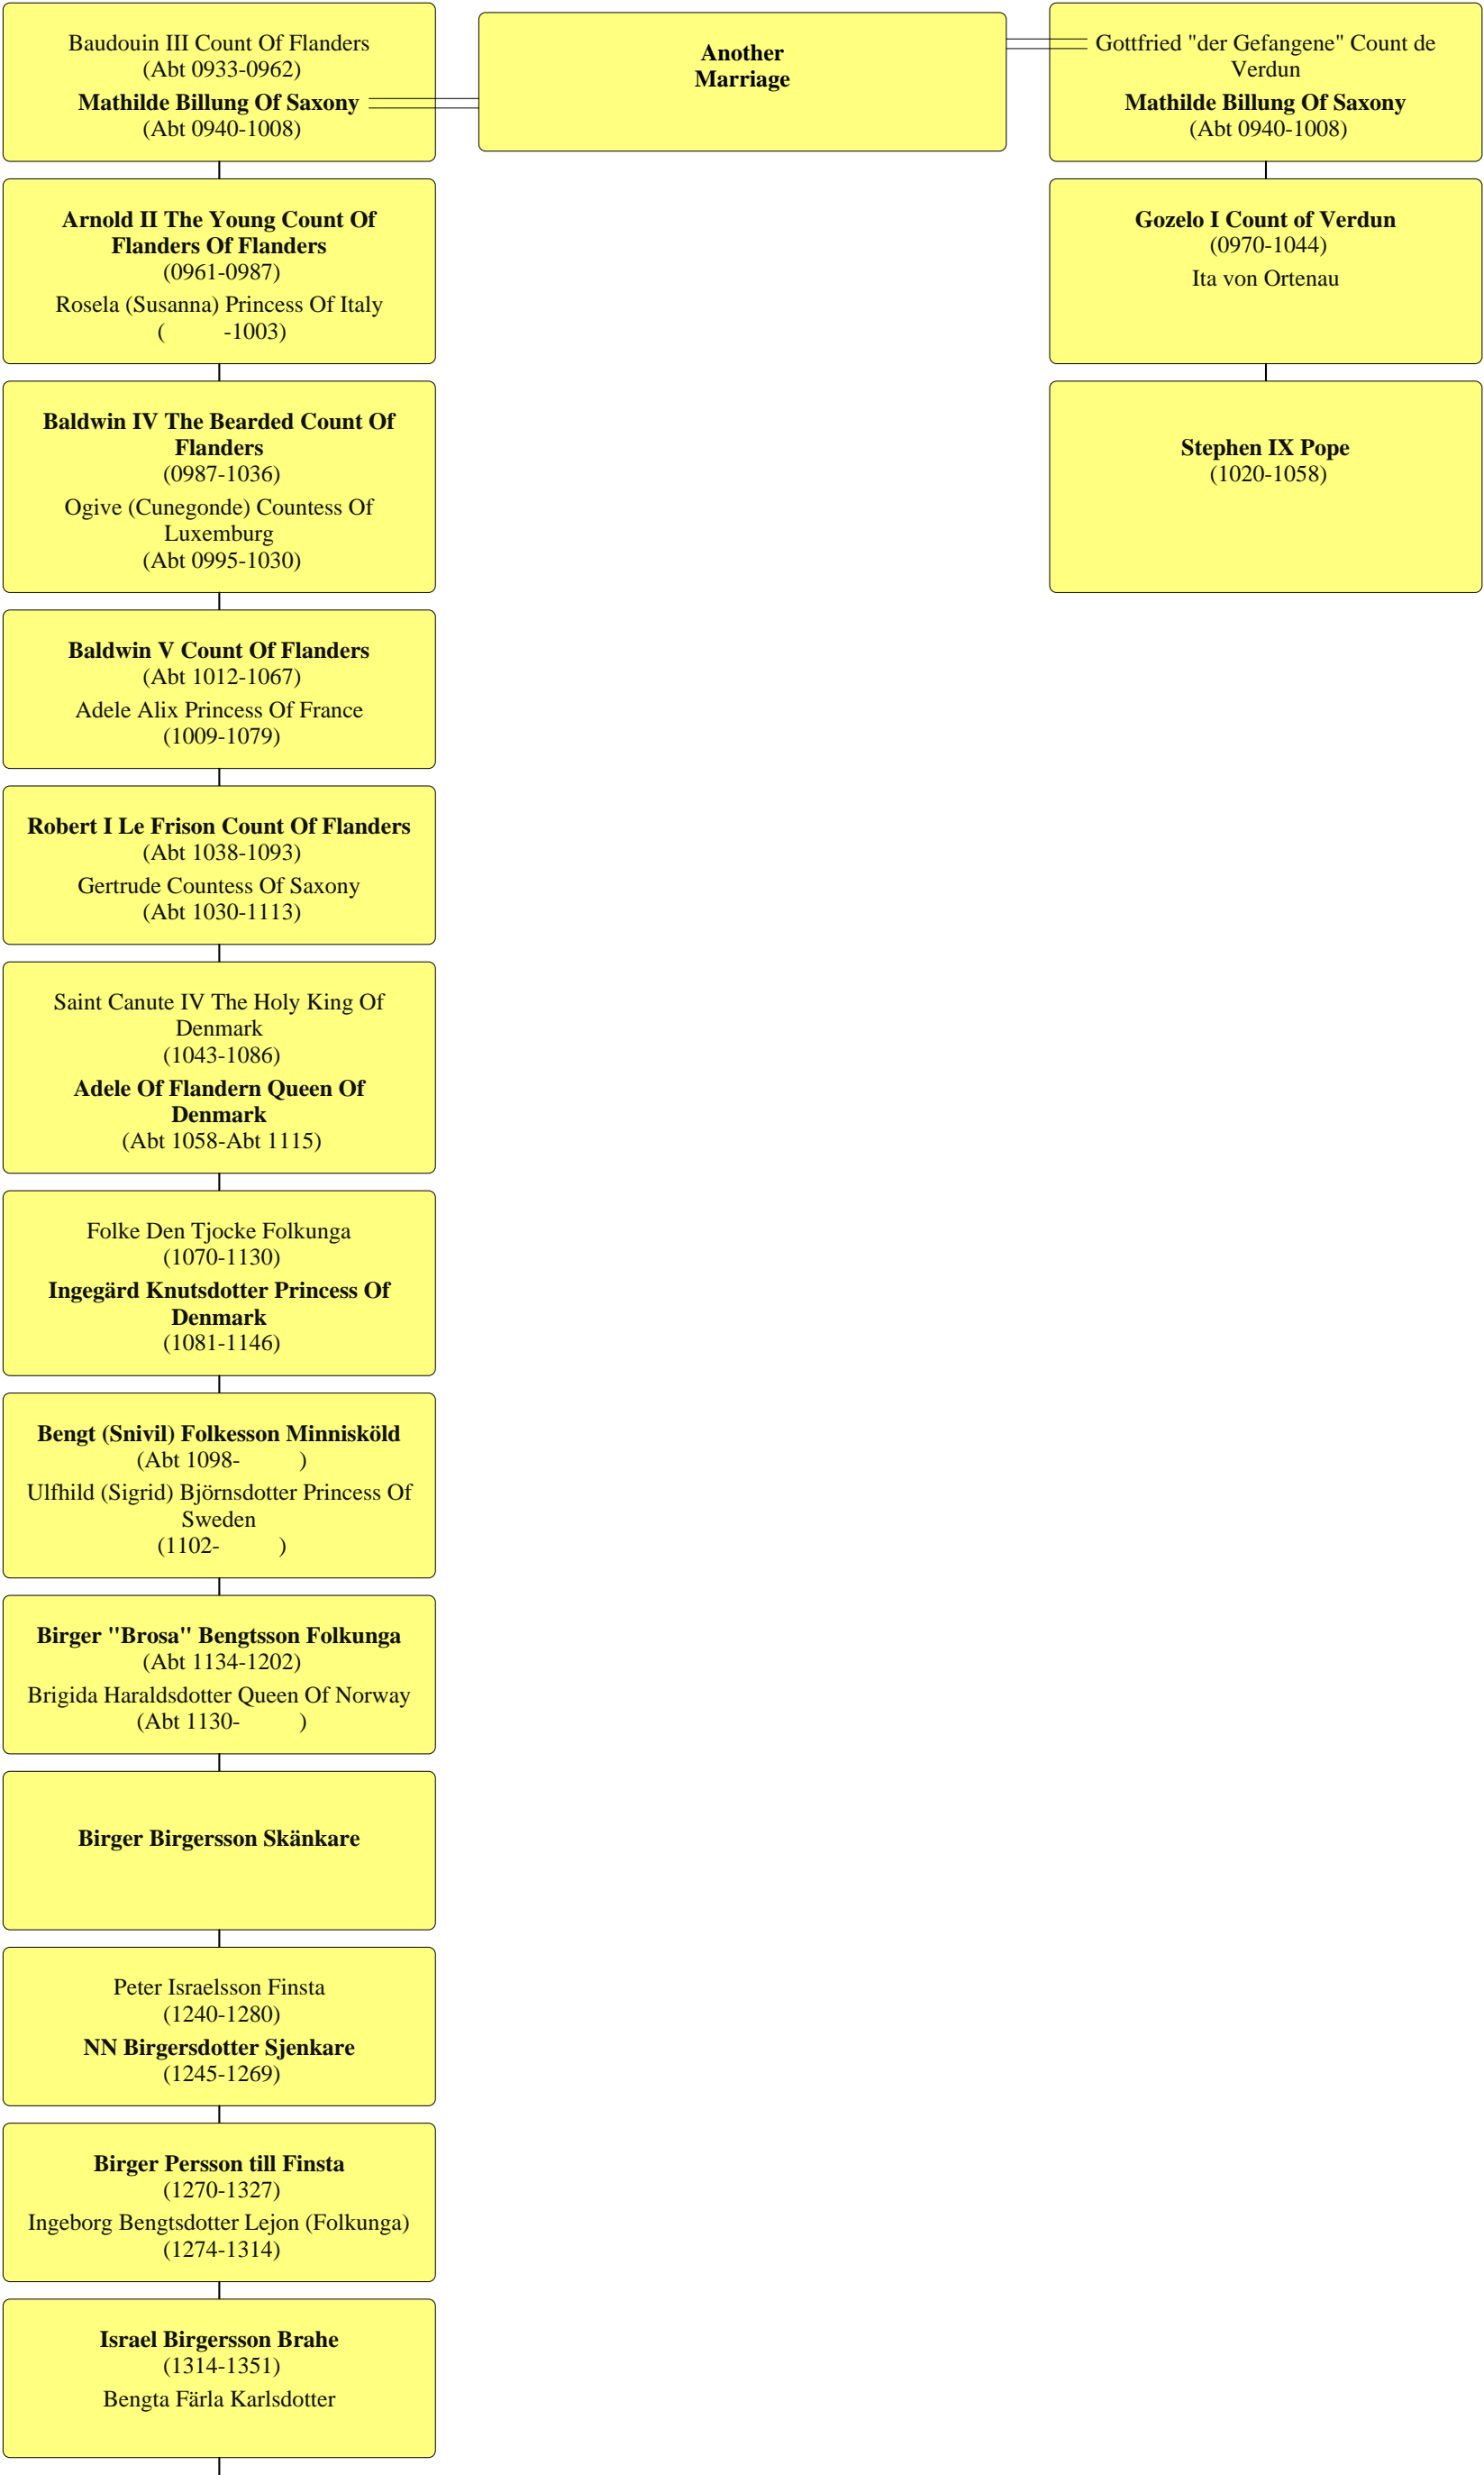 Baudouin III Count Of Flanders
(Abt 0933-0962)
Mathilde Billung Of Saxony
(Abt 0940-1008)
Another
Marriage
Gottfried "der Gefangene" Count de
Verdun
Mathilde Billung Of Saxony
(Abt 0940-1008)
Arnold II The Young Count Of
Flanders Of Flanders
(0961-0987)
Rosela (Susanna) Princess Of Italy
( -1003)
Gozelo I Count of Verdun
(0970-1044)
Ita von Ortenau
Baldwin IV The Bearded Count Of
Flanders
(0987-1036)
Ogive (Cunegonde) Countess Of
Luxemburg
(Abt 0995-1030)
Stephen IX Pope
(1020-1058)
Baldwin V Count Of Flanders
(Abt 1012-1067)
Adele Alix Princess Of France
(1009-1079)
Robert I Le Frison Count Of Flanders
(Abt 1038-1093)
Gertrude Countess Of Saxony
(Abt 1030-1113)
Saint Canute IV The Holy King Of
Denmark
(1043-1086)
Adele Of Flandern Queen Of
Denmark
(Abt 1058-Abt 1115)
Folke Den Tjocke Folkunga
(1070-1130)
Ingegärd Knutsdotter Princess Of
Denmark
(1081-1146)
Bengt (Snivil) Folkesson Minnisköld
(Abt 1098- )
Ulfhild (Sigrid) Björnsdotter Princess Of
Sweden
(1102- )
Birger "Brosa" Bengtsson Folkunga
(Abt 1134-1202)
Brigida Haraldsdotter Queen Of Norway
(Abt 1130- )
Birger Birgersson Skänkare
Peter Israelsson Finsta
(1240-1280)
NN Birgersdotter Sjenkare
(1245-1269)
Birger Persson till Finsta
(1270-1327)
Ingeborg Bengtsdotter Lejon (Folkunga)
(1274-1314)
Israel Birgersson Brahe
(1314-1351)
Bengta Färla Karlsdotter